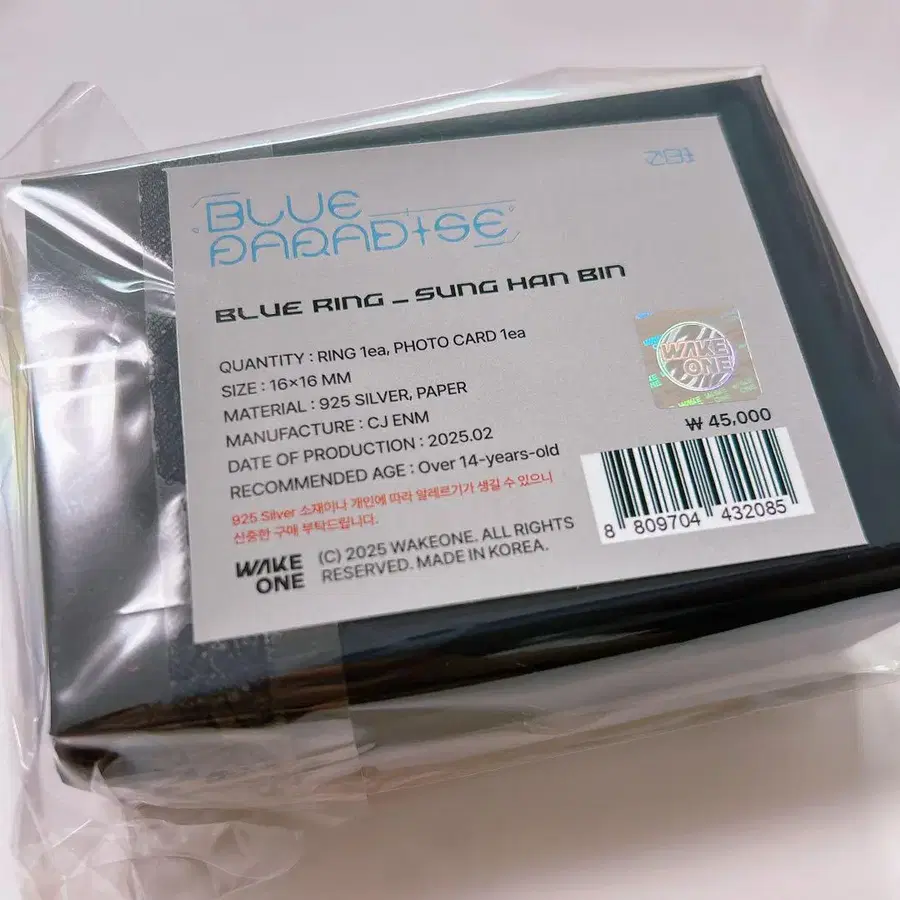 ZB1
BLUE
PARADISE
BLUE RING _ SUNG HAN BIN
QUANTITY : RING 1ea, PHOTO CARD 1ea
SIZE : 16×16 MM
MATERIAL : 925 SILVER, PAPER
MANUFACTURE : CJ ENM
DATE OF PRODUCTION : 2025.02
RECOMMENDED AGE : Over 14-years-old
925 Silver 소재이나 개인에 따라 알레르기가 생길 수 있으니
신중한 구매 부탁드립니다.
WAKE
ONE
(C) 2025 WAKEONE. ALL RIGHTS
RESERVED. MADE IN KOREA.
WAKE
ONE
₩ 45,000
8 809704 432085